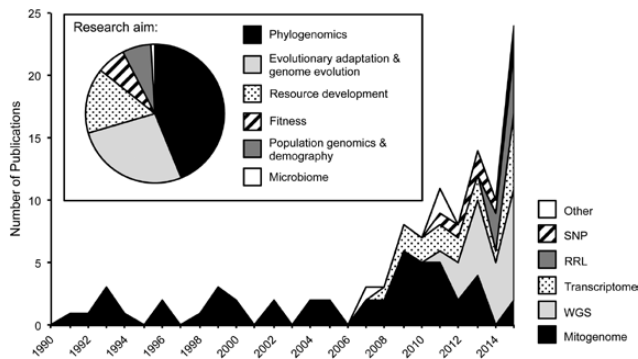 Research aim:
Phylogenomics
Evolutionary adaptation &
genome evolution
Resource development
Fitness
Population genomics &
demography
Microbiome
Number of Publications
25
20
15
10
5
0
1990
1992
1994
1996
1998
2000
2002
2004
2006
2008
2010
2012
2014
Other
SNP
RRL
Transcriptome
WGS
Mitogenome